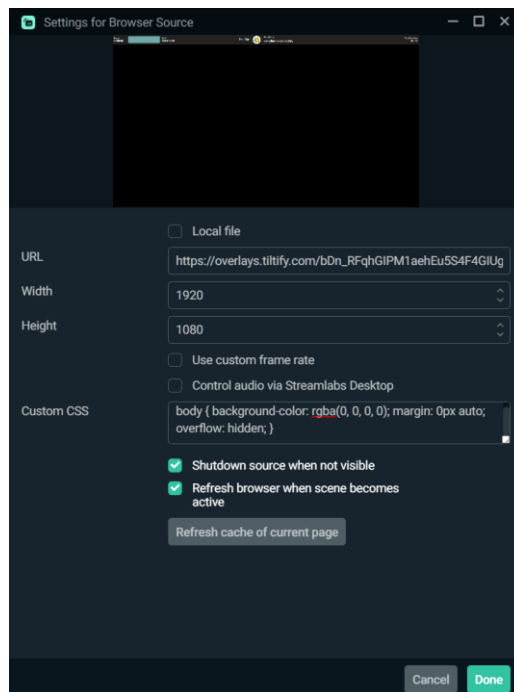 Settings for Browser Source
Local file
URL
https://overlays.tiltify.com/bDn_RFqhGIPM1aehEu5S4F4GIUg
Width
1920
Height
1080
Use custom frame rate
Control audio via Streamlabs Desktop
Custom CSS
body { background-color: rgba(0, 0, 0, 0); margin: 0px auto;
overflow: hidden; }
Shutdown source when not visible
Refresh browser when scene becomes
active
Refresh cache of current page
Cancel
Done